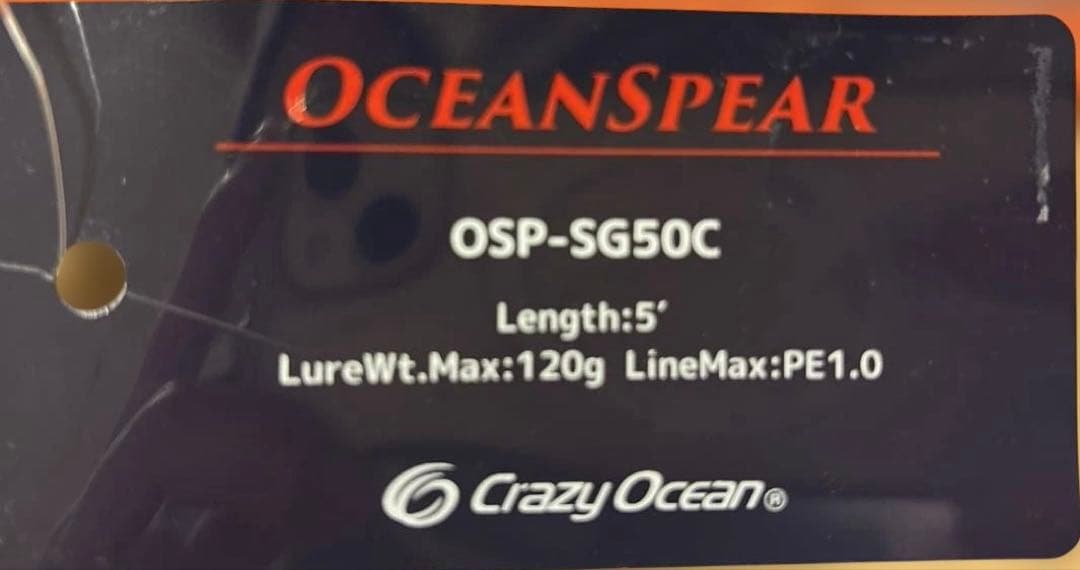 OCEANSPEAR
OSP-SG50C
Length:5′
LureWt.Max:120g LineMax:PE1.0
Crazy Ocean®